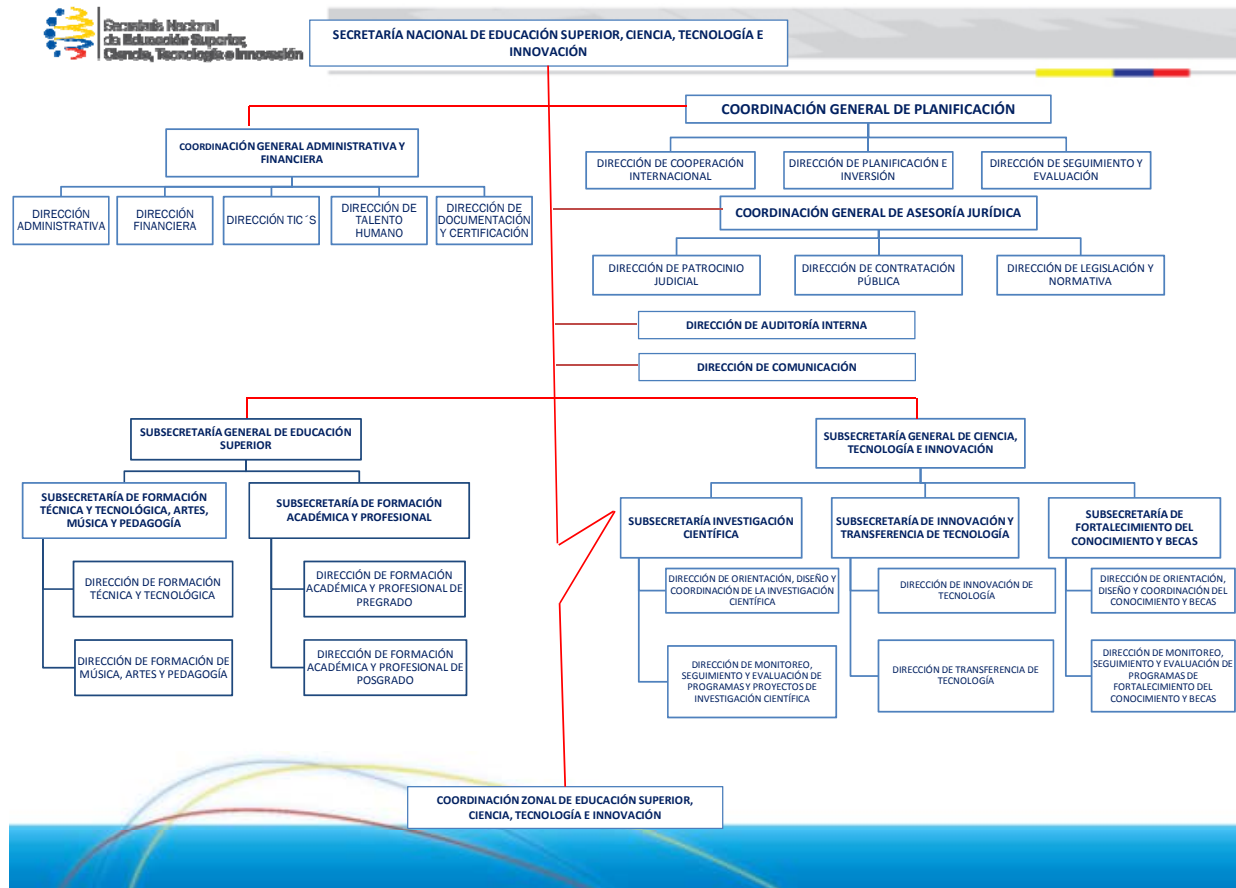 Secretaría Nacional
de Educación Superior,
Ciencia, Tecnología e Innovación
SECRETARÍA NACIONAL DE EDUCACIÓN SUPERIOR, CIENCIA, TECNOLOGÍA E
INNOVACIÓN
COORDINACIÓN GENERAL DE PLANIFICACIÓN
COORDINACIÓN GENERAL ADMINISTRATIVA Y
FINANCIERA
DIRECCIÓN DE COOPERACIÓN
INTERNACIONAL
DIRECCIÓN DE PLANIFICACIÓN E
INVERSIÓN
DIRECCIÓN DE SEGUIMIENTO Y
EVALUACIÓN
DIRECCIÓN
ADMINISTRATIVA
DIRECCIÓN
FINANCIERA
DIRECCIÓN TIC´S
DIRECCIÓN DE
TALENTO
HUMANO
DIRECCIÓN DE
DOCUMENTACIÓN
Y CERTIFICACIÓN
COORDINACIÓN GENERAL DE ASESORÍA JURÍDICA
DIRECCIÓN DE PATROCINIO
JUDICIAL
DIRECCIÓN DE CONTRATACIÓN
PÚBLICA
DIRECCIÓN DE LEGISLACIÓN Y
NORMATIVA
DIRECCIÓN DE AUDITORÍA INTERNA
DIRECCIÓN DE COMUNICACIÓN
SUBSECRETARÍA GENERAL DE EDUCACIÓN
SUPERIOR
SUBSECRETARÍA GENERAL DE CIENCIA,
TECNOLOGÍA E INNOVACIÓN
SUBSECRETARÍA DE FORMACIÓN
TÉCNICA Y TECNOLÓGICA, ARTES,
MÚSICA Y PEDAGOGÍA
SUBSECRETARÍA DE FORMACIÓN
ACADÉMICA Y PROFESIONAL
SUBSECRETARÍA INVESTIGACIÓN
CIENTÍFICA
SUBSECRETARÍA DE INNOVACIÓN Y
TRANSFERENCIA DE TECNOLOGÍA
SUBSECRETARÍA DE
FORTALECIMIENTO DEL
CONOCIMIENTO Y BECAS
DIRECCIÓN DE FORMACIÓN
TÉCNICA Y TECNOLÓGICA
DIRECCIÓN DE FORMACIÓN
ACADÉMICA Y PROFESIONAL DE
PREGRADO
DIRECCIÓN DE ORIENTACIÓN, DISEÑO Y
COORDINACIÓN DE LA INVESTIGACIÓN
CIENTÍFICA
DIRECCIÓN DE INNOVACIÓN DE
TECNOLOGÍA
DIRECCIÓN DE ORIENTACIÓN,
DISEÑO Y COORDINACIÓN DEL
CONOCIMIENTO Y BECAS
DIRECCIÓN DE FORMACIÓN DE
MÚSICA, ARTES Y PEDAGOGÍA
DIRECCIÓN DE FORMACIÓN
ACADÉMICA Y PROFESIONAL DE
POSGRADO
DIRECCIÓN DE MONITOREO,
SEGUIMIENTO Y EVALUACIÓN DE
PROGRAMAS Y PROYECTOS DE
INVESTIGACIÓN CIENTÍFICA
DIRECCIÓN DE TRANSFERENCIA DE
TECNOLOGÍA
DIRECCIÓN DE MONITOREO,
SEGUIMIENTO Y EVALUACIÓN DE
PROGRAMAS DE
FORTALECIMIENTO DEL
CONOCIMIENTO Y BECAS
COORDINACIÓN ZONAL DE EDUCACIÓN SUPERIOR,
CIENCIA, TECNOLOGÍA E INNOVACIÓN